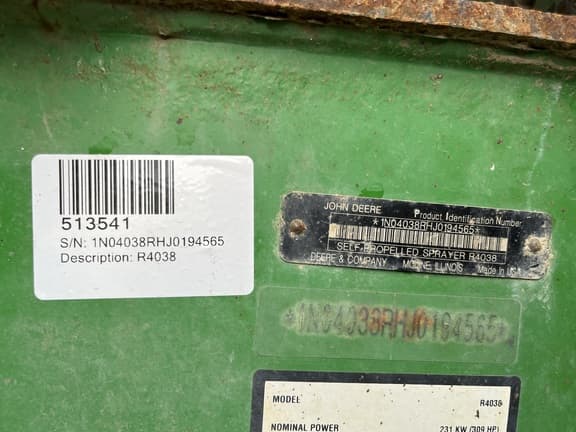 513541
S/N: 1N04038RHJ0194565
Description: R4038
JOHN DEERE Product Identification Number
*1N04038RHJ0194565*
SELF-PROPELLED SPRAYER R4038
DEERE & COMPANY MOLINE ILLINOIS Made in U.S.A.
*1N04038RHJ0194565*
MODEL R4038
NOMINAL POWER 231 KW (309 HP)